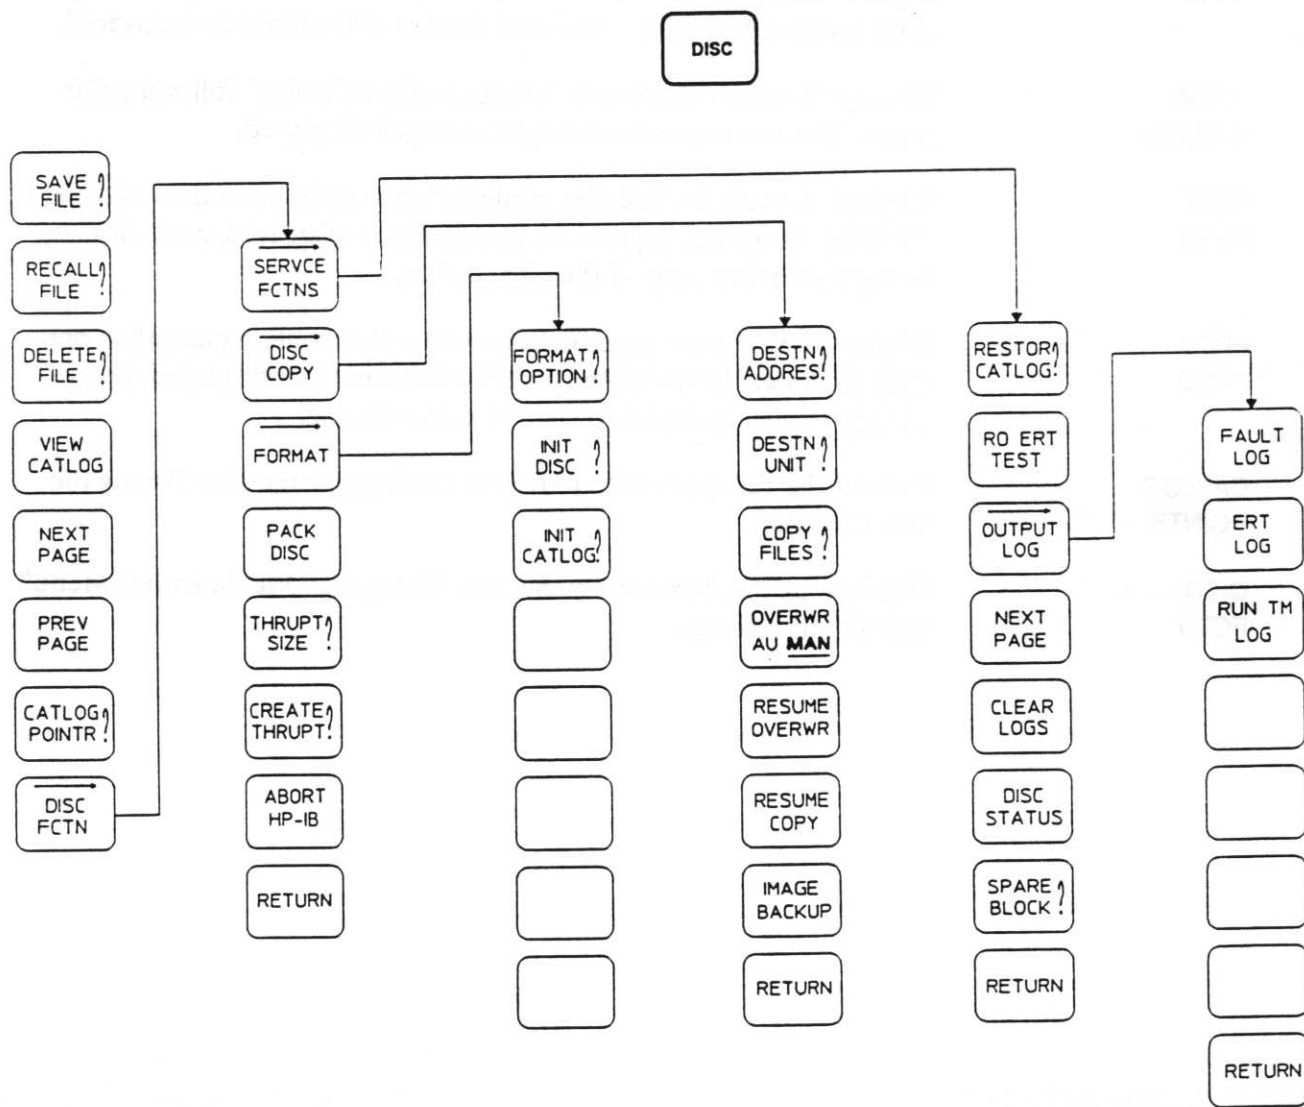 DISC
SAVE
FILE ?
RECALL
FILE ?
DELETE
FILE ?
VIEW
CATLOG
NEXT
PAGE
PREV
PAGE
CATLOG
POINTR ?
DISC
FCTN
SERVCE
FCTNS
DISC
COPY
FORMAT
PACK
DISC
THRUPT
SIZE ?
CREATE
THRUPT ?
ABORT
HP-IB
RETURN
FORMAT
OPTION ?
INIT
DISC ?
INIT
CATLOG ?
DESTN
ADDRES ?
DESTN
UNIT ?
COPY
FILES ?
OVERWR
AU MAN
RESUME
OVERWR
RESUME
COPY
IMAGE
BACKUP
RETURN
RESTOR
CATLOG ?
RO ERT
TEST
OUTPUT
LOG
NEXT
PAGE
CLEAR
LOGS
DISC
STATUS
SPARE
BLOCK ?
RETURN
FAULT
LOG
ERT
LOG
RUN TM
LOG
RETURN